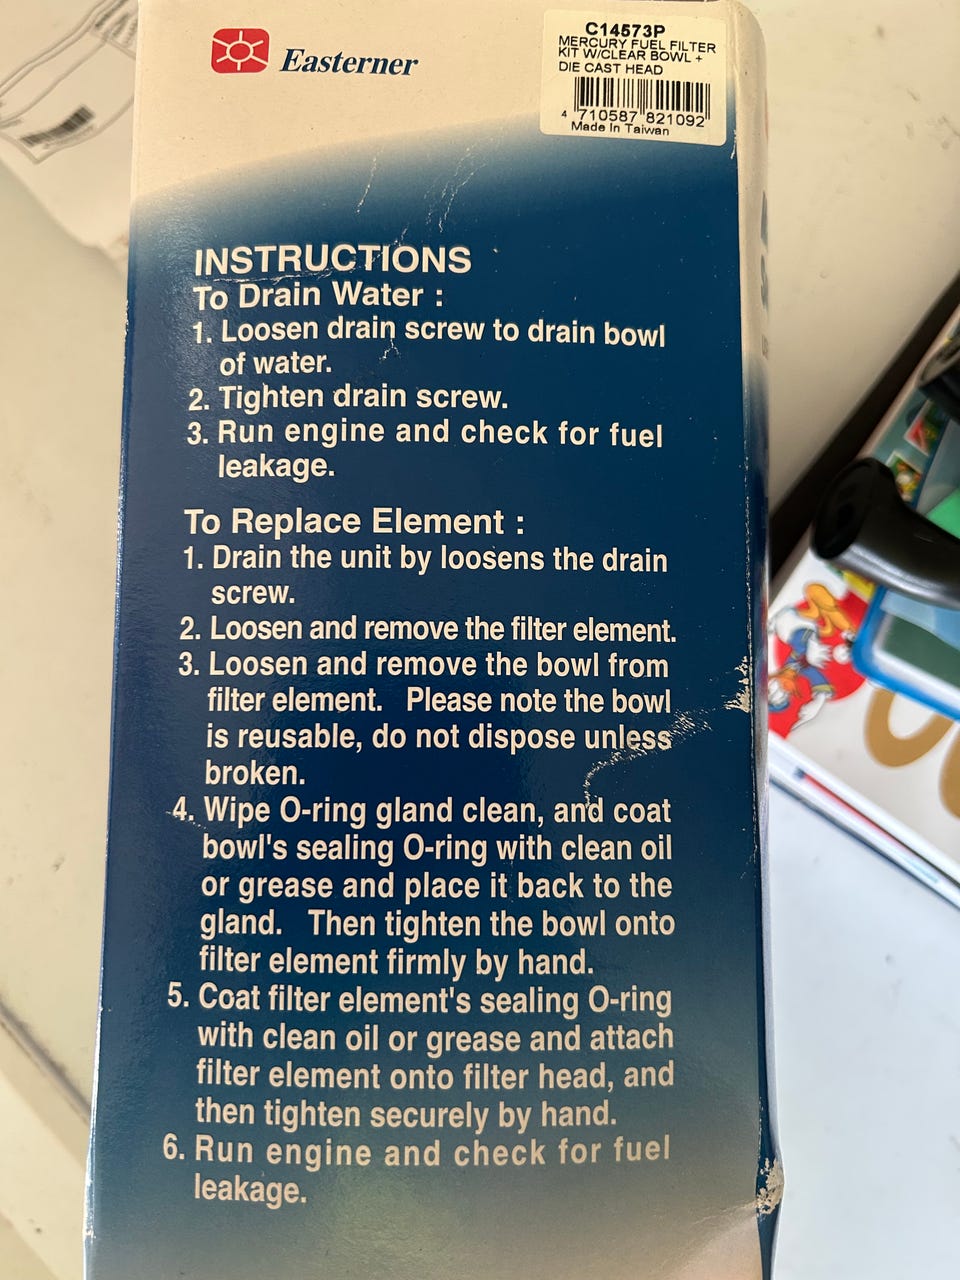 Easterner
C14573P
MERCURY FUEL FILTER
KIT W/CLEAR BOWL +
DIE CAST HEAD
4 710587 821092
Made In Taiwan
INSTRUCTIONS
To Drain Water :
1. Loosen drain screw to drain bowl
of water.
2. Tighten drain screw.
3. Run engine and check for fuel
leakage.
To Replace Element :
1. Drain the unit by loosens the drain
screw.
2. Loosen and remove the filter element.
3. Loosen and remove the bowl from
filter element. Please note the bowl
is reusable, do not dispose unless
broken.
4. Wipe O-ring gland clean, and coat
bowl's sealing O-ring with clean oil
or grease and place it back to the
gland. Then tighten the bowl onto
filter element firmly by hand.
5. Coat filter element's sealing O-ring
with clean oil or grease and attach
filter element onto filter head, and
then tighten securely by hand.
6. Run engine and check for fuel
leakage.